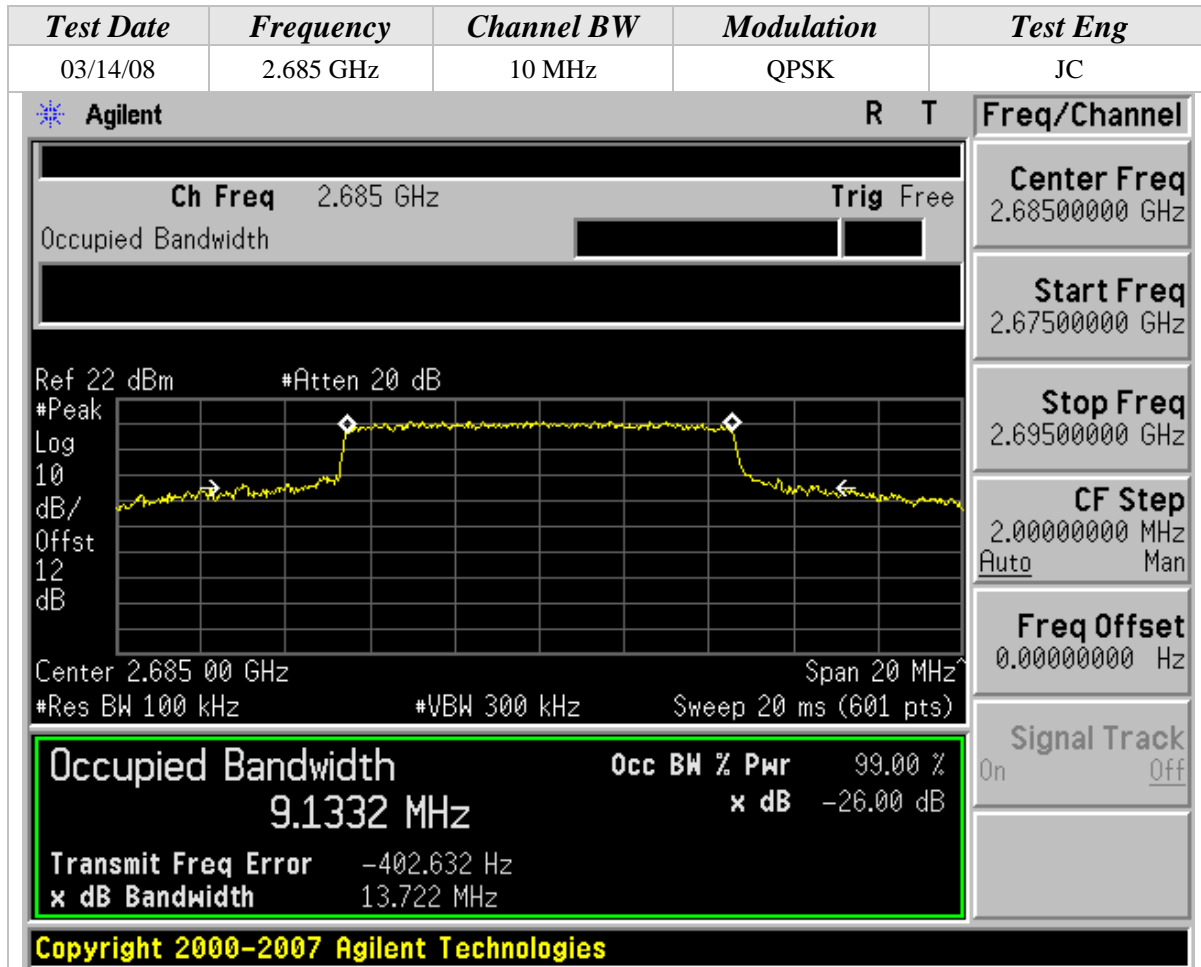 Test Date Frequency Channel BW Modulation Test Eng
03/14/08 2.685 GHz 10 MHz QPSK JC
Agilent R T
Freq/Channel
Ch Freq 2.685 GHz Trig Free
Occupied Bandwidth
Center Freq
2.68500000 GHz
Start Freq
2.67500000 GHz
Stop Freq
2.69500000 GHz
CF Step
2.00000000 MHz
Auto Man
Freq Offset
0.00000000 Hz
Signal Track
On Off
Ref 22 dBm #Atten 20 dB
#Peak
Log
10
dB/
Offst
12
dB
Center 2.685 00 GHz Span 20 MHz^
#Res BW 100 kHz #VBW 300 kHz Sweep 20 ms (601 pts)
Occupied Bandwidth Occ BW % Pwr 99.00 %
9.1332 MHz x dB -26.00 dB
Transmit Freq Error -402.632 Hz
x dB Bandwidth 13.722 MHz
Copyright 2000-2007 Agilent Technologies